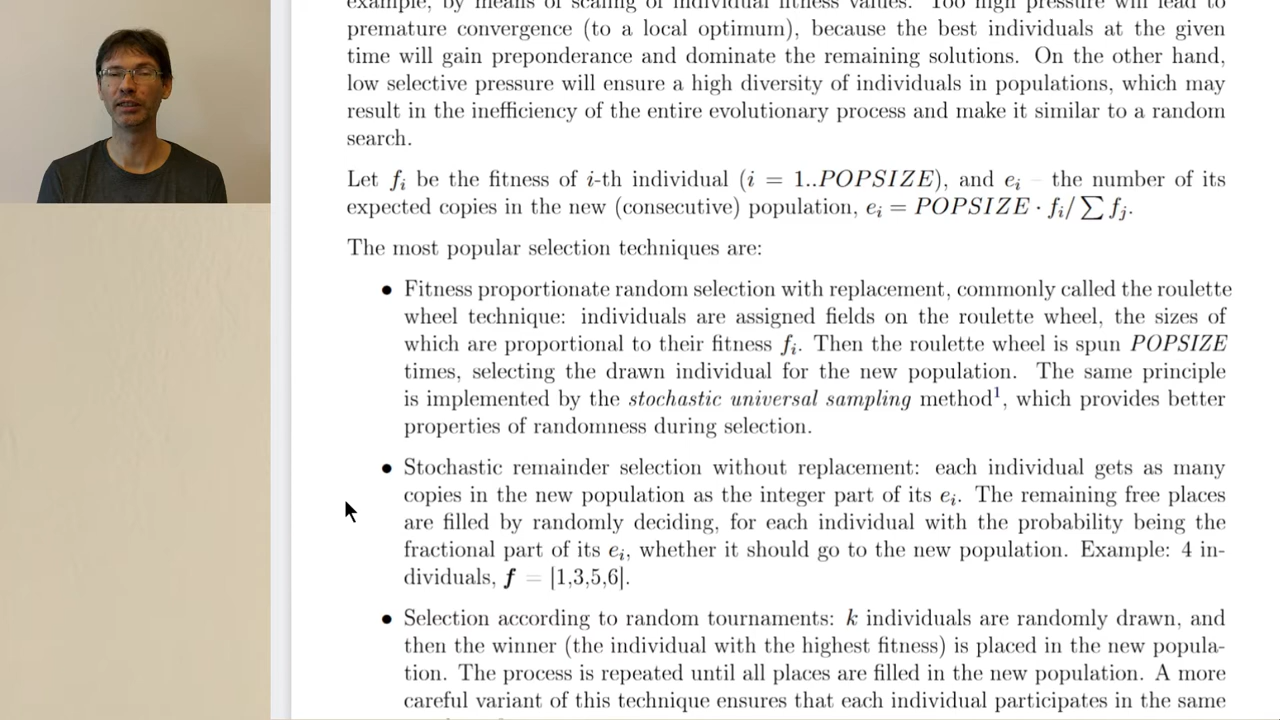 example, by means of scaling of individual fitness values. Too high pressure will lead to
premature convergence (to a local optimum), because the best individuals at the given
time will gain preponderance and dominate the remaining solutions. On the other hand,
low selective pressure will ensure a high diversity of individuals in populations, which may
result in the inefficiency of the entire evolutionary process and make it similar to a random
search.
Let fᵢ be the fitness of i-th individual (i = 1..POPSIZE), and eᵢ – the number of its
expected copies in the new (consecutive) population, eᵢ = POPSIZE · fᵢ/∑ fⱼ.
The most popular selection techniques are:
• Fitness proportionate random selection with replacement, commonly called the roulette
wheel technique: individuals are assigned fields on the roulette wheel, the sizes of
which are proportional to their fitness fᵢ. Then the roulette wheel is spun POPSIZE
times, selecting the drawn individual for the new population. The same principle
is implemented by the stochastic universal sampling method¹, which provides better
properties of randomness during selection.
• Stochastic remainder selection without replacement: each individual gets as many
copies in the new population as the integer part of its eᵢ. The remaining free places
are filled by randomly deciding, for each individual with the probability being the
fractional part of its eᵢ, whether it should go to the new population. Example: 4 in-
dividuals, f = [1,3,5,6].
• Selection according to random tournaments: k individuals are randomly drawn, and
then the winner (the individual with the highest fitness) is placed in the new popula-
tion. The process is repeated until all places are filled in the new population. A more
careful variant of this technique ensures that each individual participates in the same